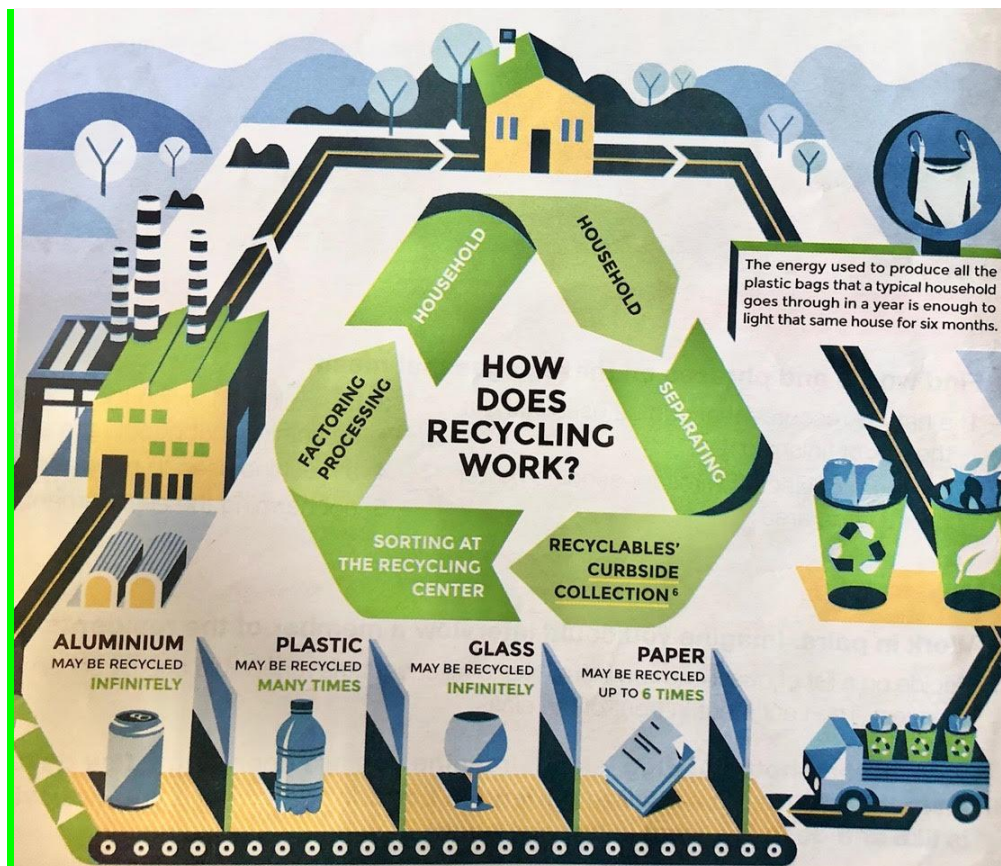 HOUSEHOLD
HOUSEHOLD
The energy used to produce all the
plastic bags that a typical household
goes through in a year is enough to
light that same house for six months.
HOW
DOES
RECYCLING
WORK?
FACTORING
PROCESSING
SEPARATING
SORTING AT
THE RECYCLING
CENTER
RECYCLABLES'
CURBSIDE
COLLECTION 6
ALUMINIUM
MAY BE RECYCLED
INFINITELY
PLASTIC
MAY BE RECYCLED
MANY TIMES
GLASS
MAY BE RECYCLED
INFINITELY
PAPER
MAY BE RECYCLED
UP TO 6 TIMES